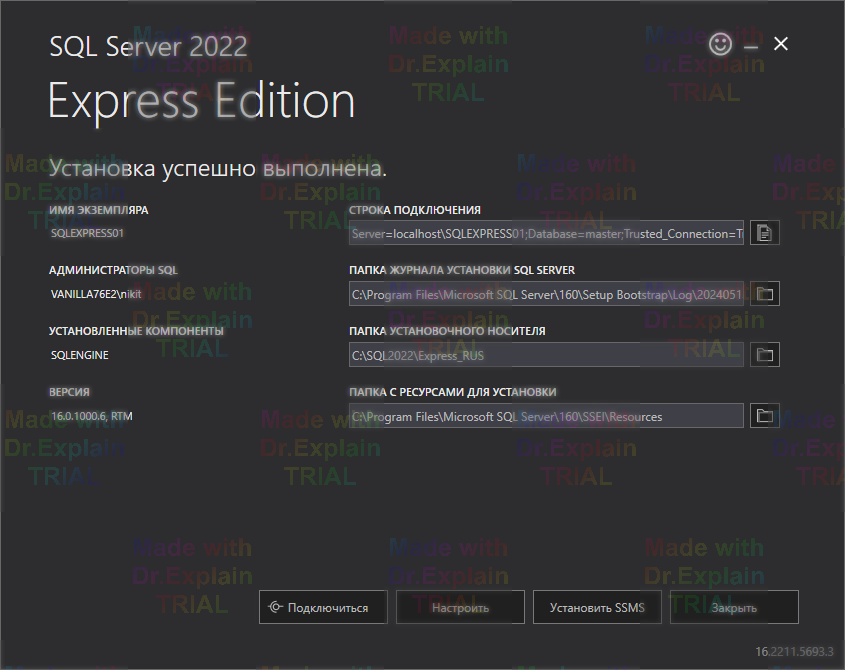 SQL Server 2022
Express Edition
Установка успешно выполнена.
ИМЯ ЭКЗЕМПЛЯРА
SQLEXPRESS01
СТРОКА ПОДКЛЮЧЕНИЯ
Server=localhost\SQLEXPRESS01;Database=master;Trusted_Connection=T
АДМИНИСТРАТОРЫ SQL
VANILLA76E2\nikit
ПАПКА ЖУРНАЛА УСТАНОВКИ SQL SERVER
C:\Program Files\Microsoft SQL Server\160\Setup Bootstrap\Log\2024051
УСТАНОВЛЕННЫЕ КОМПОНЕНТЫ
SQLENGINE
ПАПКА УСТАНОВОЧНОГО НОСИТЕЛЯ
C:\SQL2022\Express_RUS
ВЕРСИЯ
16.0.1000.6, RTM
ПАПКА С РЕСУРСАМИ ДЛЯ УСТАНОВКИ
C:\Program Files\Microsoft SQL Server\160\SSEI\Resources
Подключиться
Настроить
Установить SSMS
Закрыть
16.2211.5693.3
Made with
Dr.Explain
TRIAL